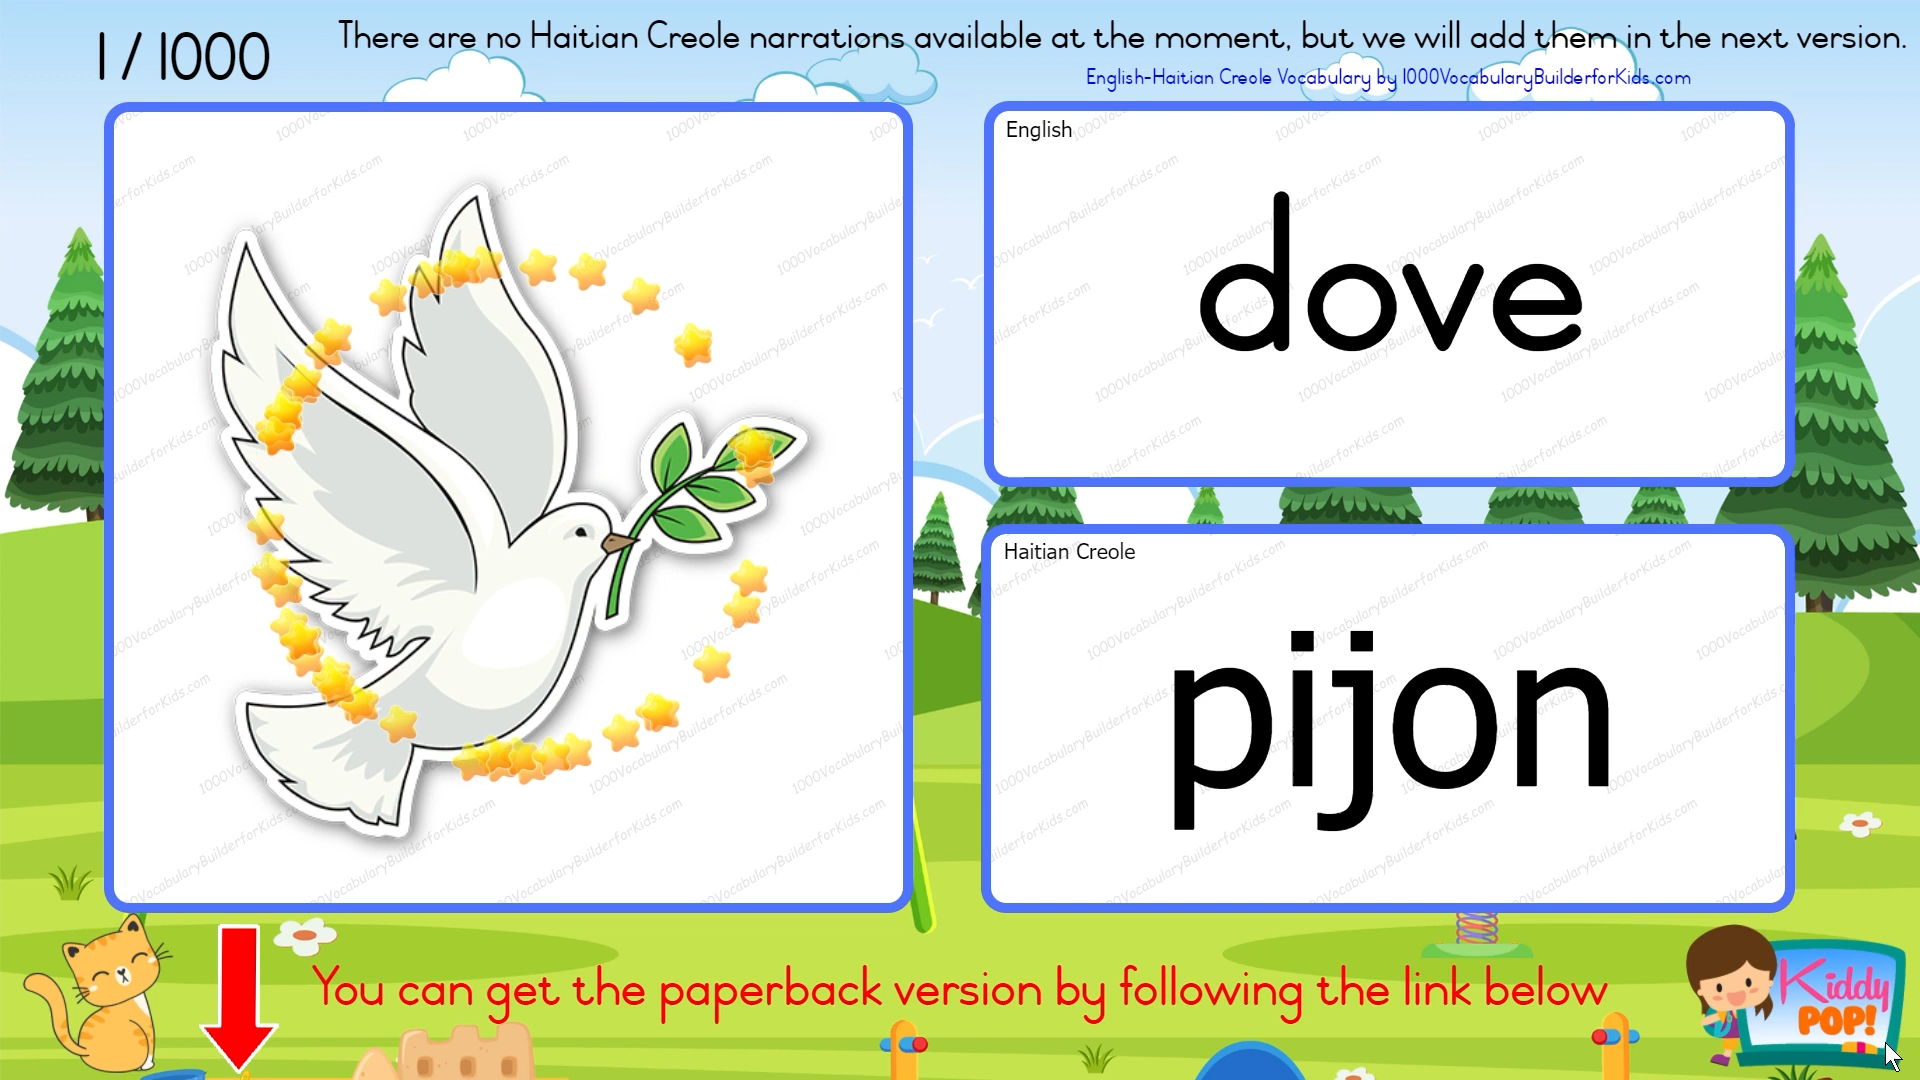 1 / 1000
There are no Haitian Creole narrations available at the moment, but we will add them in the next version.
English-Haitian Creole Vocabulary by 1000VocabularyBuilderforKids.com
English
dove
Haitian Creole
pijon
You can get the paperback version by following the link below
Kiddy
POP!
1000VocabularyBuilderforKids.com